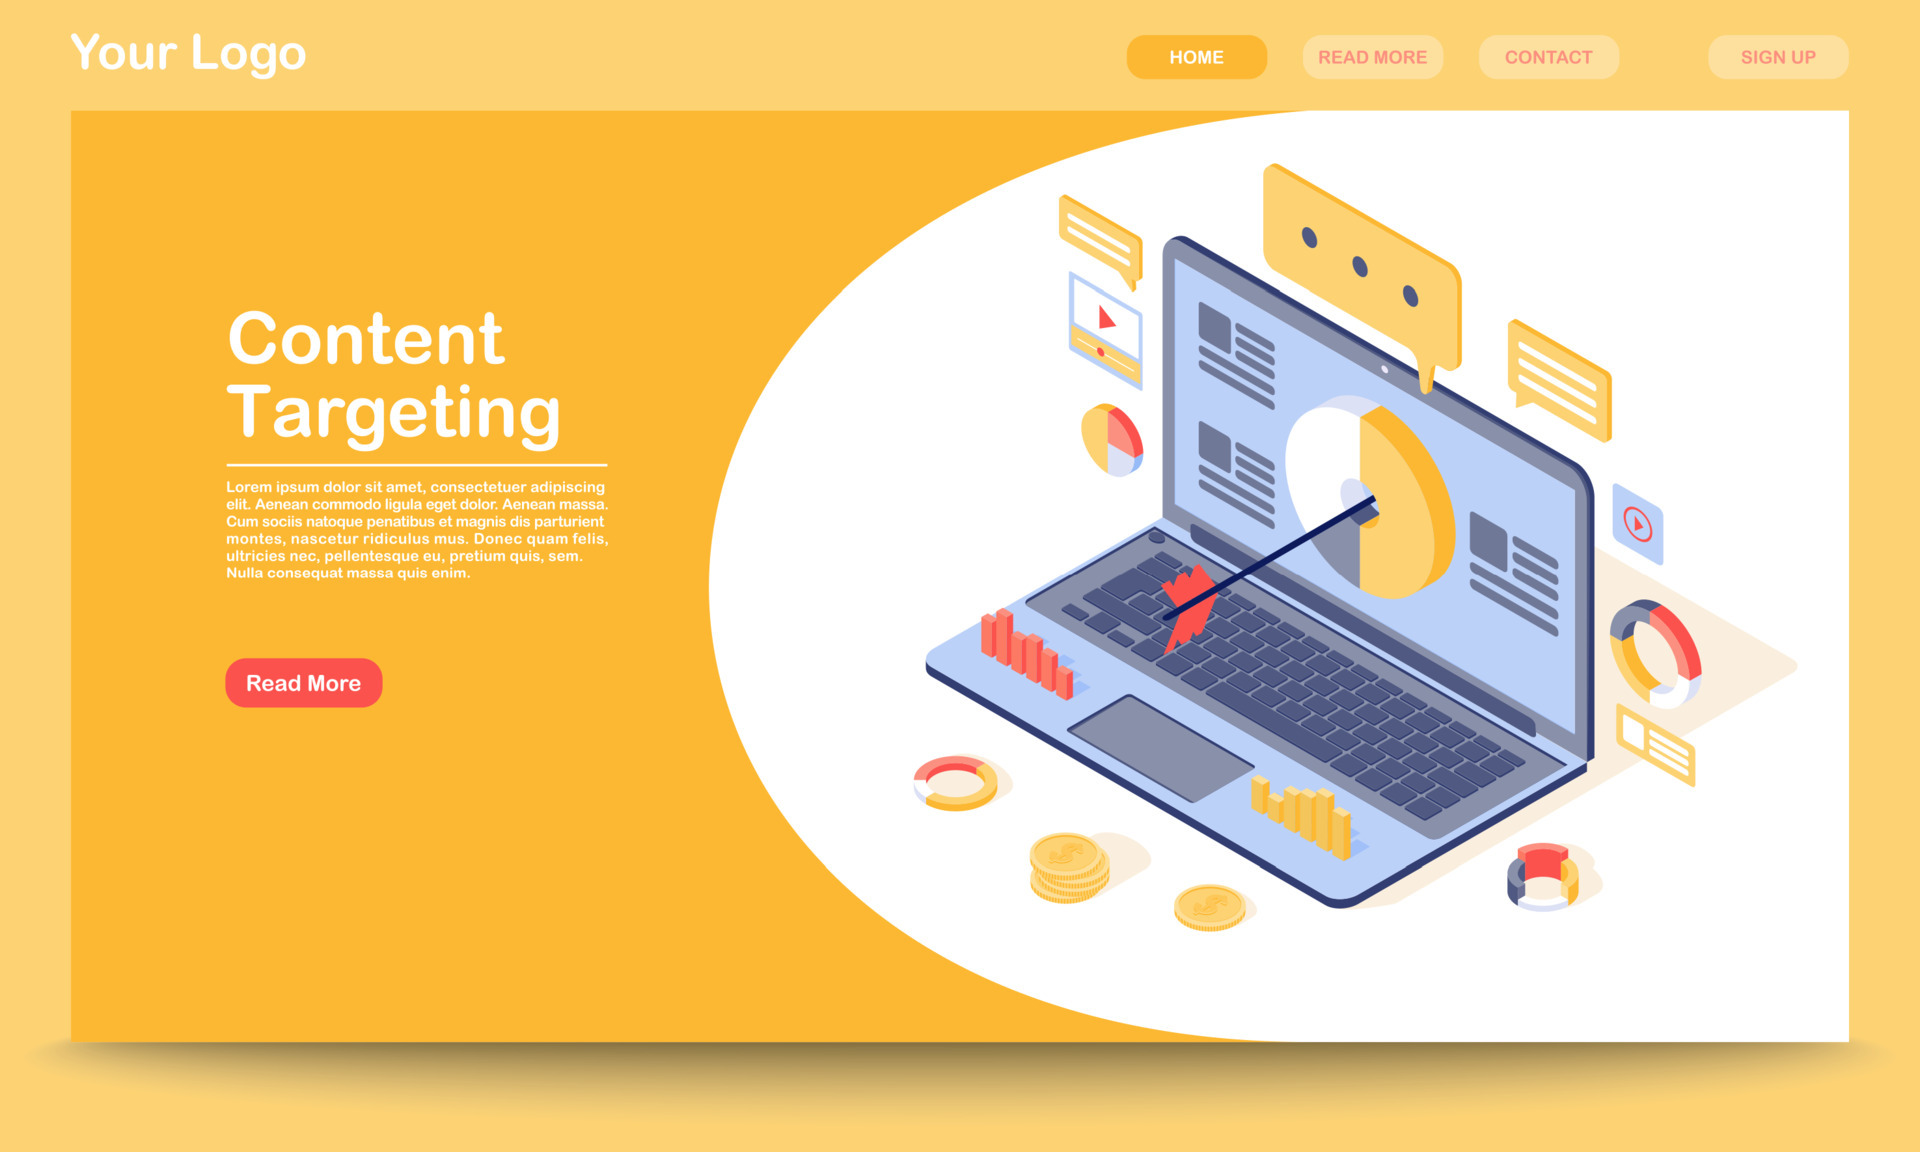 Your Logo
HOME
READ MORE
CONTACT
SIGN UP
Content
Targeting
Lorem ipsum dolor sit amet, consectetuer adipiscing
elit. Aenean commodo ligula eget dolor. Aenean massa.
Cum sociis natoque penatibus et magnis dis parturient
montes, nascetur ridiculus mus. Donec quam felis,
ultricies nec, pellentesque eu, pretium quis, sem.
Nulla consequat massa quis enim.
Read More